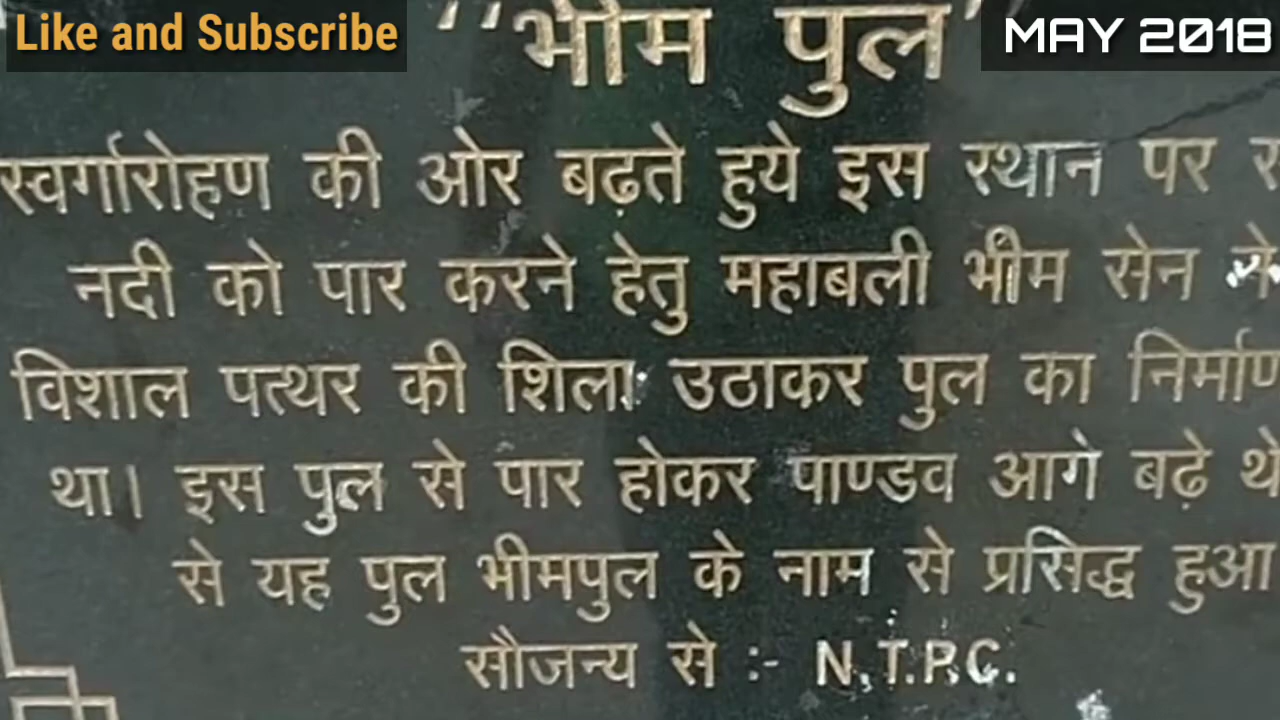 Like and Subscribe
MAY 2018
‘‘भीम पुल’’
स्वर्गारोहण की ओर बढ़ते हुये इस स्थान पर
नदी को पार करने हेतु महाबली भीम सेन ने
विशाल पत्थर की शिला उठाकर पुल का निर्माण
था। इस पुल से पार होकर पाण्डव आगे बढ़े थे
से यह पुल भीमपुल के नाम से प्रसिद्ध हुआ
सौजन्य से :- N.T.P.C.